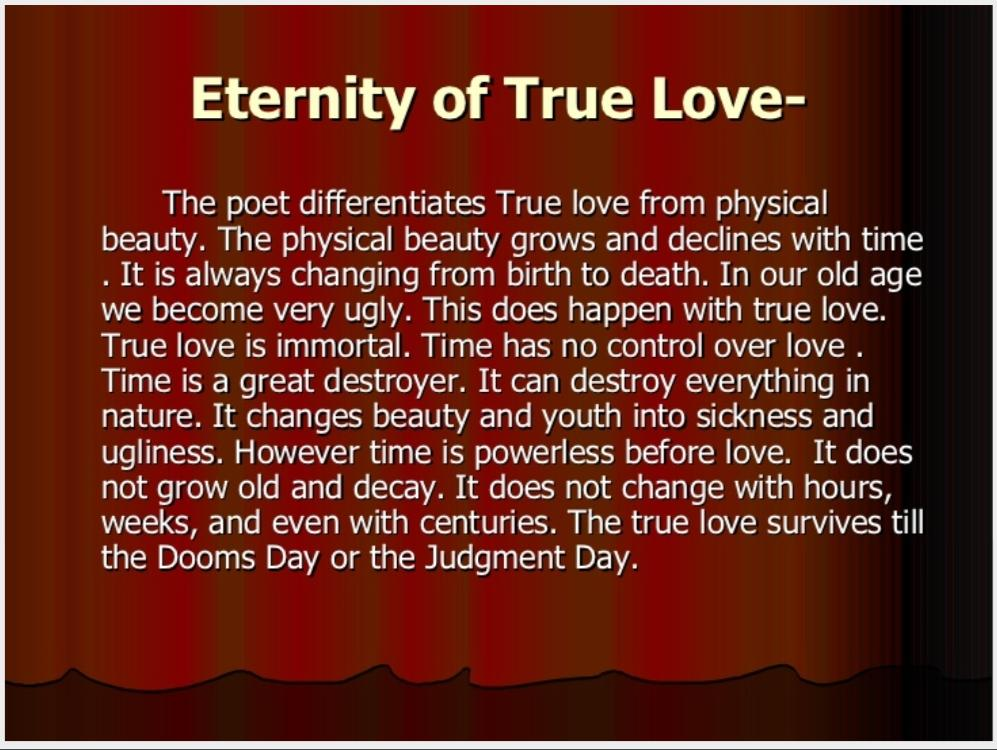 Eternity of True Love-
The poet differentiates True love from physical
beauty. The physical beauty grows and declines with time
. It is always changing from birth to death. In our old age
we become very ugly. This does happen with true love.
True love is immortal. Time has no control over love .
Time is a great destroyer. It can destroy everything in
nature. It changes beauty and youth into sickness and
ugliness. However time is powerless before love.  It does
not grow old and decay. It does not change with hours,
weeks, and even with centuries. The true love survives till
the Dooms Day or the Judgment Day.